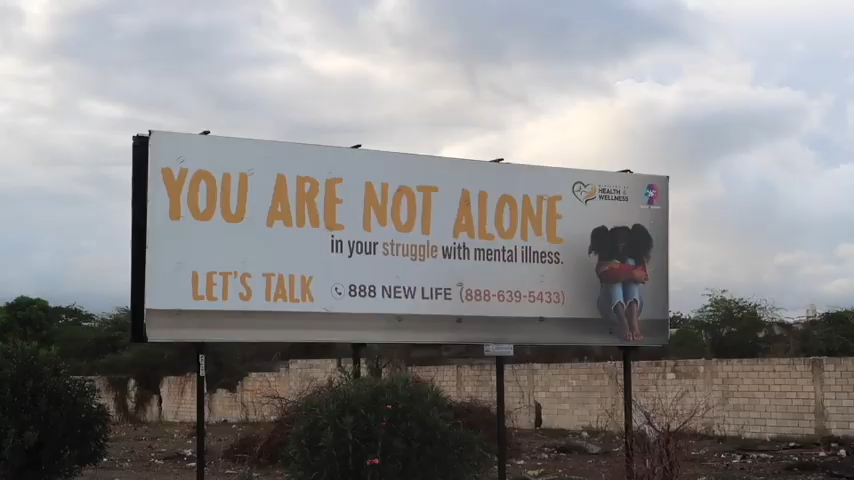 YOU ARE NOT ALONE
in your struggle with mental illness.
LET'S TALK
888 NEW LIFE (888-639-5433)
HEALTH &
WELLNESS